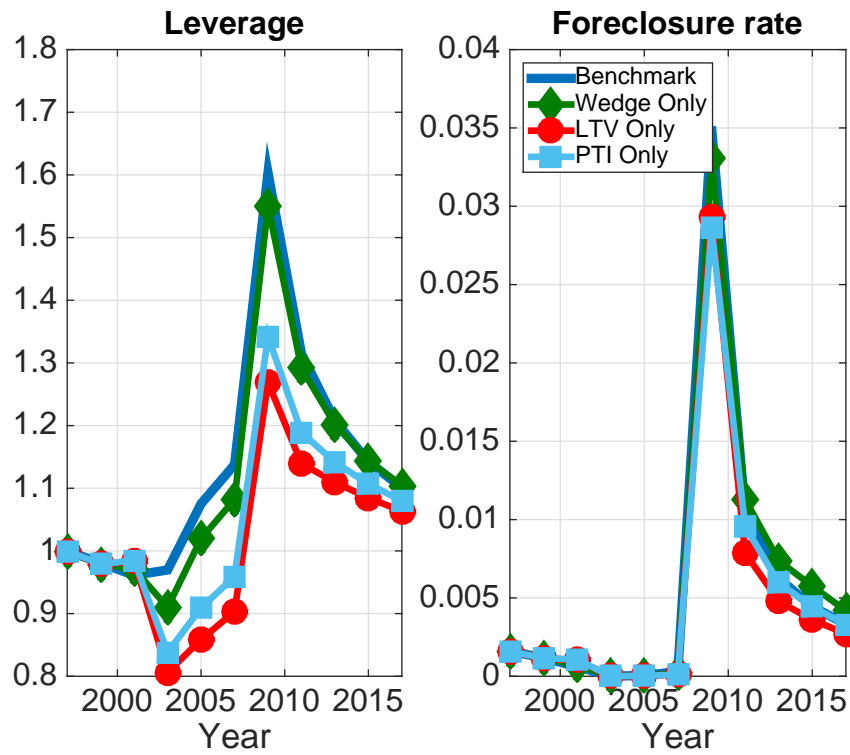 Leverage
1.8
1.7
1.6
1.5
1.4
1.3
1.2
1.1
1
0.9
0.8
2000 2005 2010 2015
Year
Foreclosure rate
0.04
0.035
0.03
0.025
0.02
0.015
0.01
0.005
0
2000 2005 2010 2015
Year
Benchmark
Wedge Only
LTV Only
PTI Only